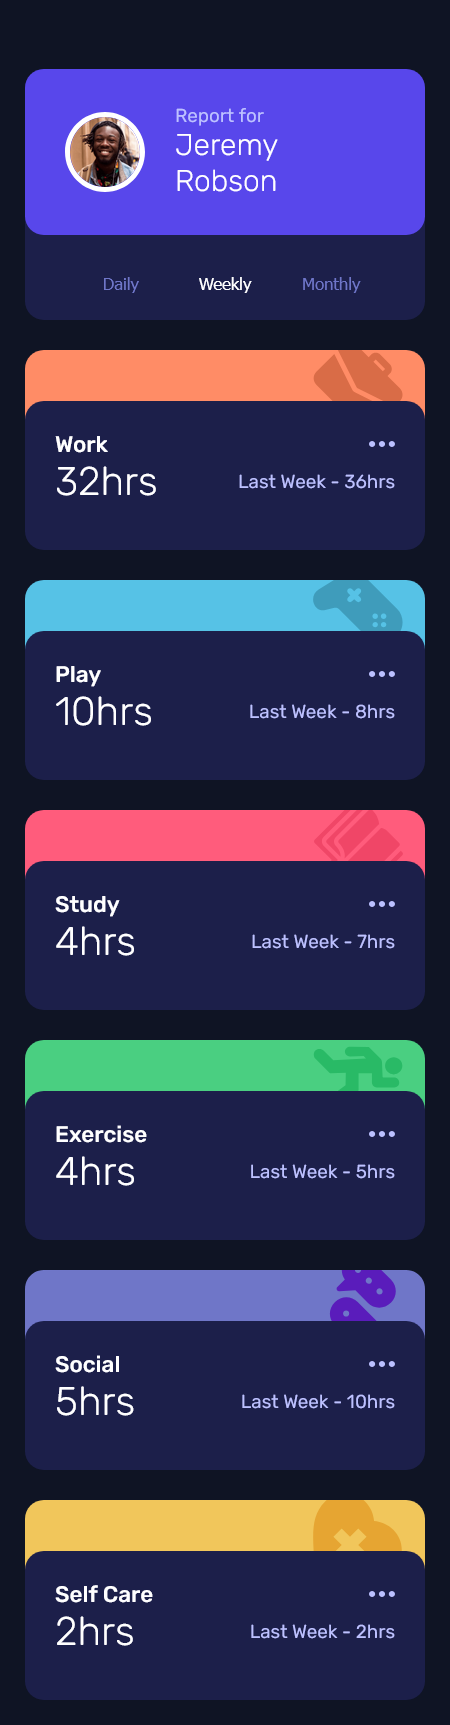 Report for
Jeremy
Robson
Daily Weekly Monthly
Work
32hrs Last Week - 36hrs
Play
10hrs Last Week - 8hrs
Study
4hrs Last Week - 7hrs
Exercise
4hrs Last Week - 5hrs
Social
5hrs Last Week - 10hrs
Self Care
2hrs Last Week - 2hrs